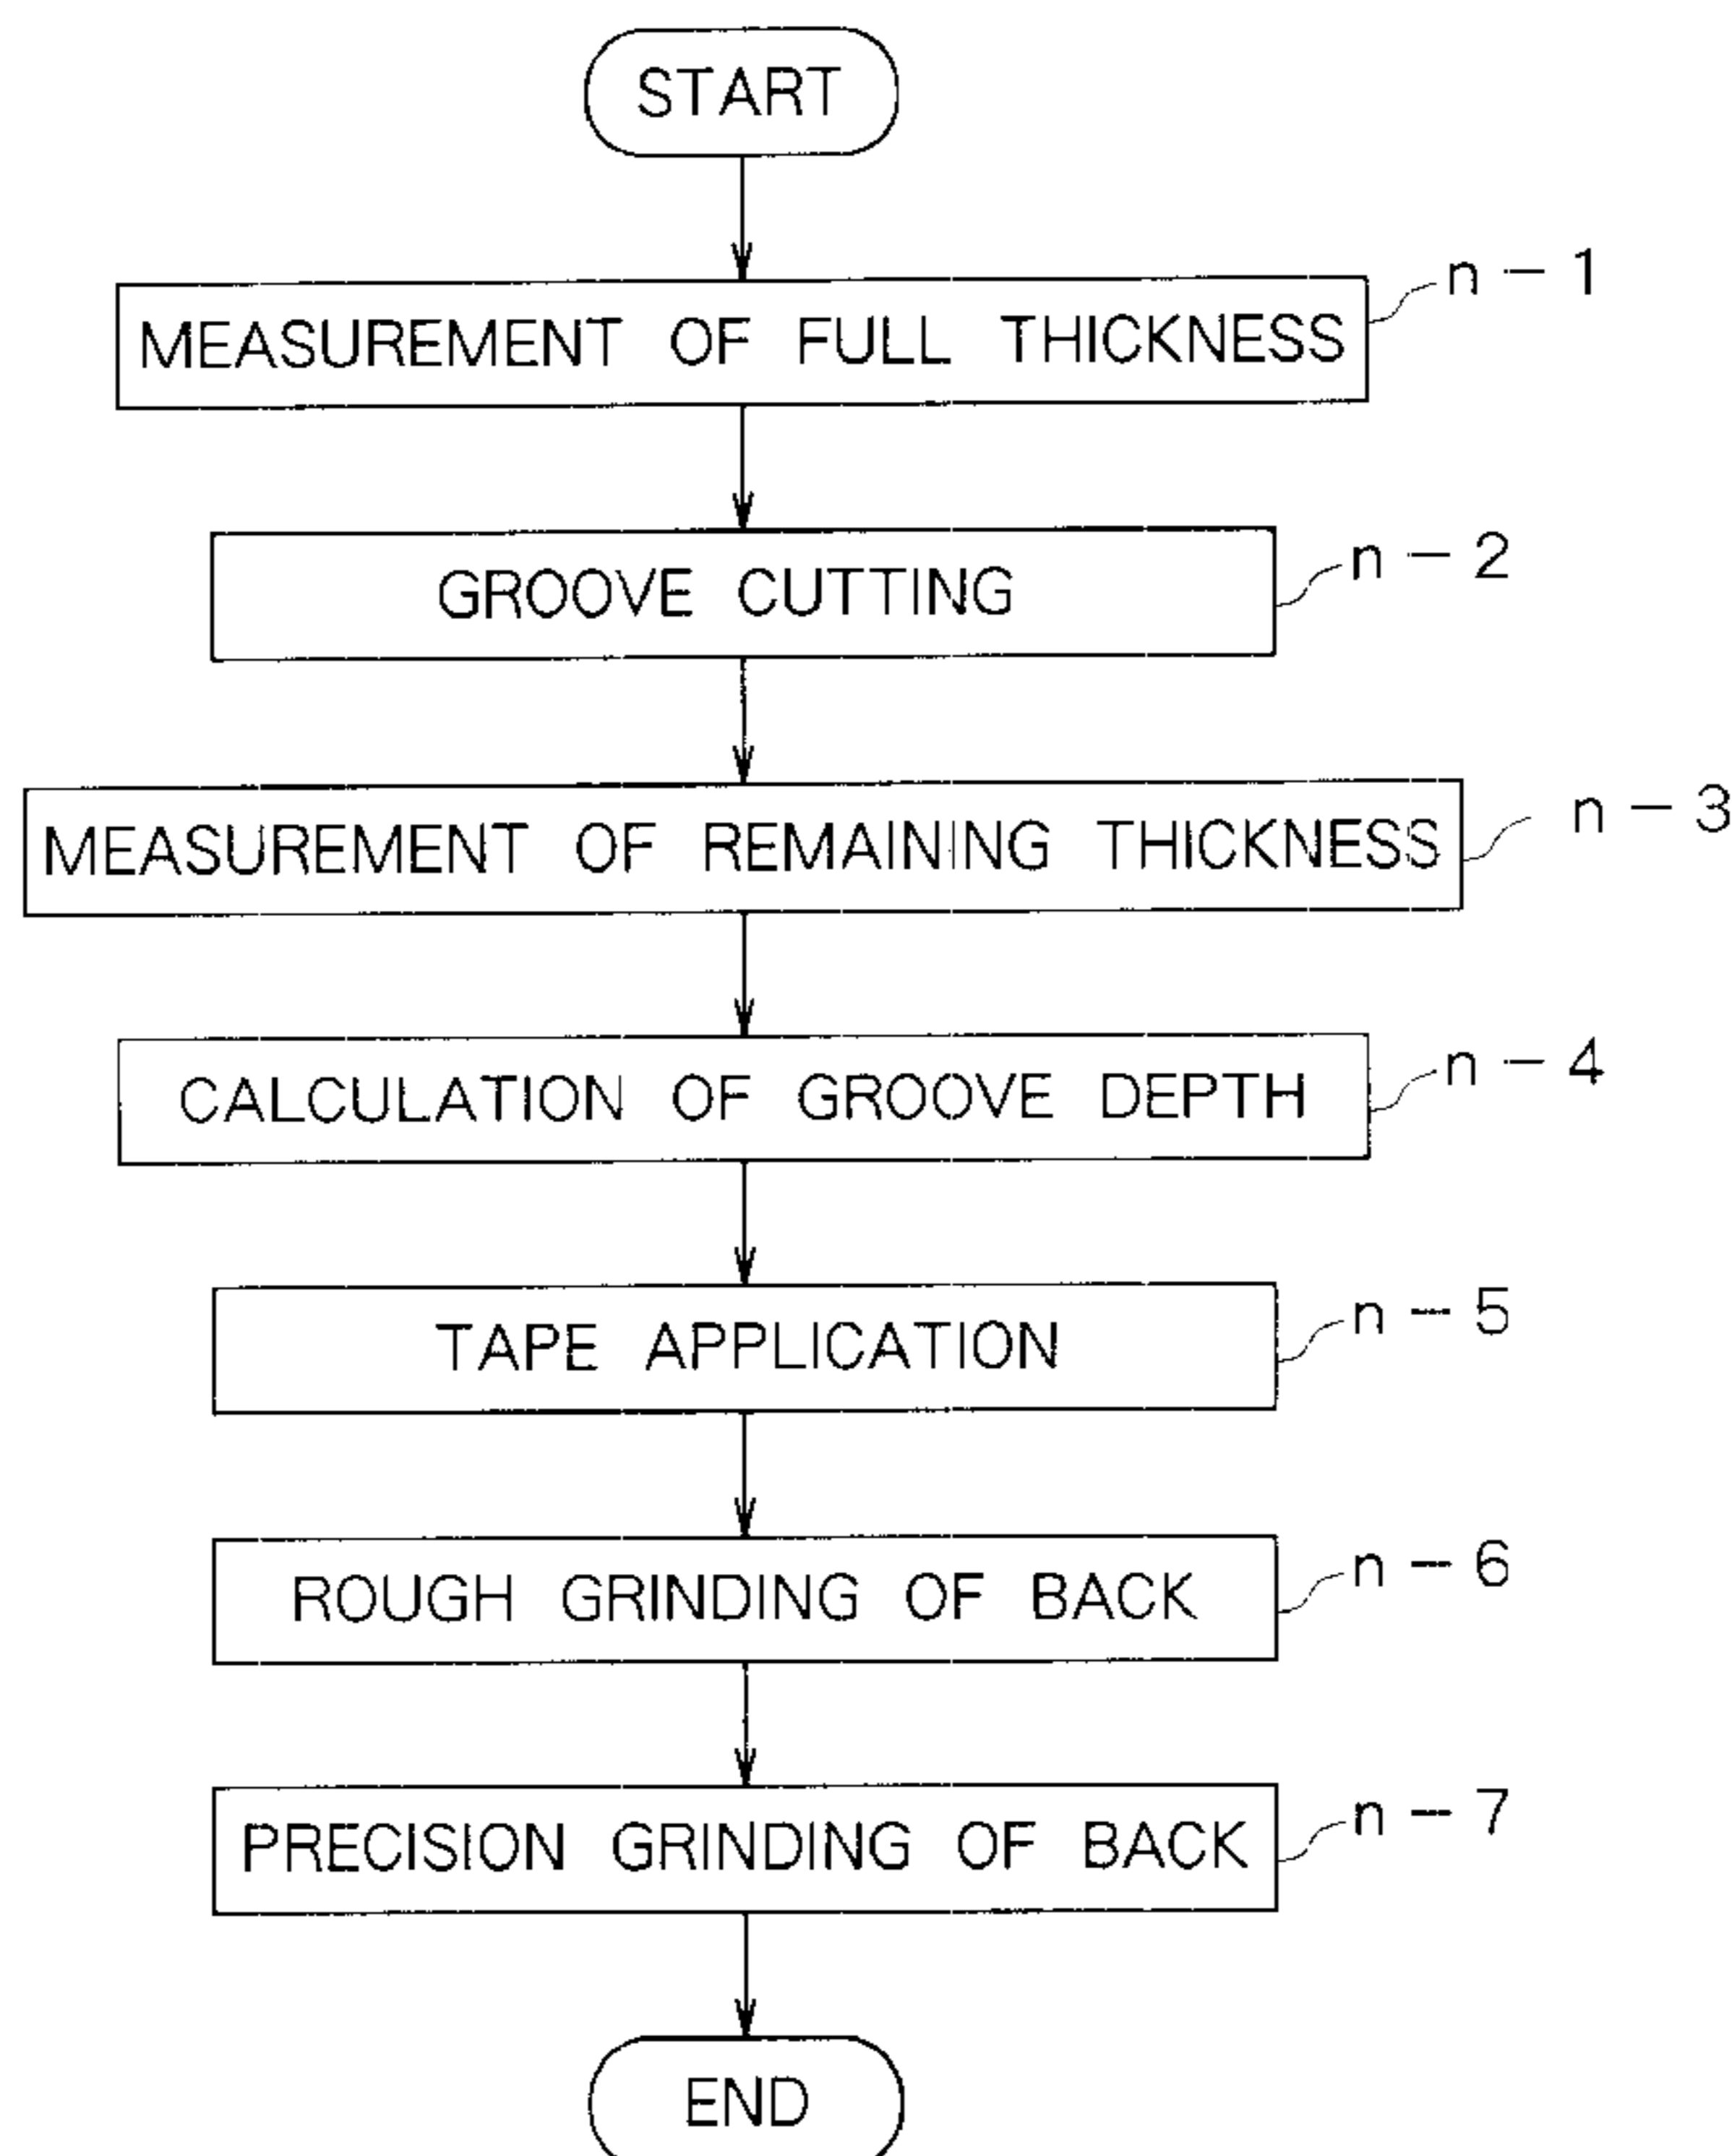 START
MEASUREMENT OF FULL THICKNESS
n-1
GROOVE CUTTING
n-2
MEASUREMENT OF REMAINING THICKNESS
n-3
CALCULATION OF GROOVE DEPTH
n-4
TAPE APPLICATION
n-5
ROUGH GRINDING OF BACK
n-6
PRECISION GRINDING OF BACK
n-7
END